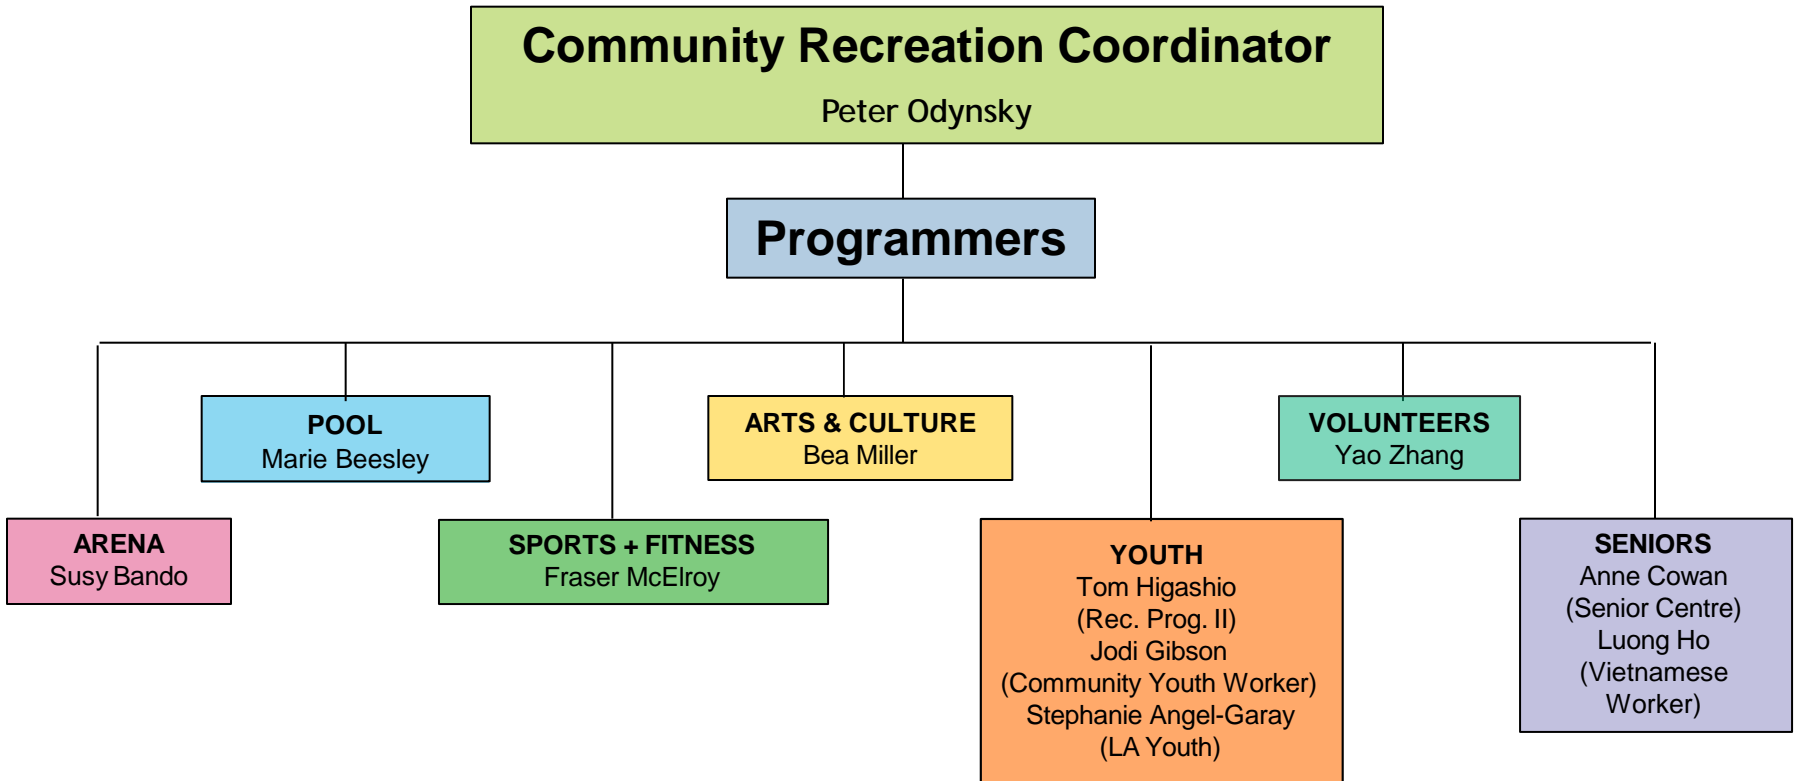 Community Recreation Coordinator
Peter Odynsky
Programmers
POOL
Marie Beesley
ARTS & CULTURE
Bea Miller
VOLUNTEERS
Yao Zhang
ARENA
Susy Bando
SPORTS + FITNESS
Fraser McElroy
YOUTH
Tom Higashio
(Rec. Prog. II)
Jodi Gibson
(Community Youth Worker)
Stephanie Angel-Garay
(LA Youth)
SENIORS
Anne Cowan
(Senior Centre)
Luong Ho
(Vietnamese
Worker)